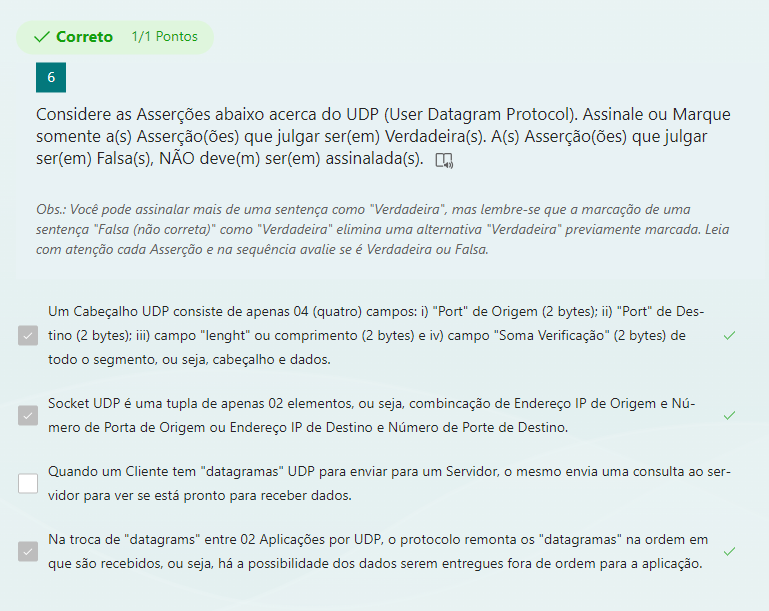 Correto 1/1 Pontos
6
Considere as Asserções abaixo acerca do UDP (User Datagram Protocol). Assinale ou Marque
somente a(s) Asserção(ões) que julgar ser(em) Verdadeira(s). A(s) Asserção(ões) que julgar
ser(em) Falsa(s), NÃO deve(m) ser(em) assinalada(s).
Obs.: Você pode assinalar mais de uma sentença como "Verdadeira", mas lembre-se que a marcação de uma
sentença "Falsa (não correta)" como "Verdadeira" elimina uma alternativa "Verdadeira" previamente marcada. Leia
com atenção cada Asserção e na sequência avalie se é Verdadeira ou Falsa.
Um Cabeçalho UDP consiste de apenas 04 (quatro) campos: i) "Port" de Origem (2 bytes); ii) "Port" de Des-
tino (2 bytes); iii) campo "lenght" ou comprimento (2 bytes) e iv) campo "Soma Verificação" (2 bytes) de
todo o segmento, ou seja, cabeçalho e dados.
Socket UDP é uma tupla de apenas 02 elementos, ou seja, combincação de Endereço IP de Origem e Nú-
mero de Porta de Origem ou Endereço IP de Destino e Número de Porte de Destino.
Quando um Cliente tem "datagramas" UDP para enviar para um Servidor, o mesmo envia uma consulta ao ser-
vidor para ver se está pronto para receber dados.
Na troca de "datagrams" entre 02 Aplicações por UDP, o protocolo remonta os "datagramas" na ordem em
que são recebidos, ou seja, há a possibilidade dos dados serem entregues fora de ordem para a aplicação.